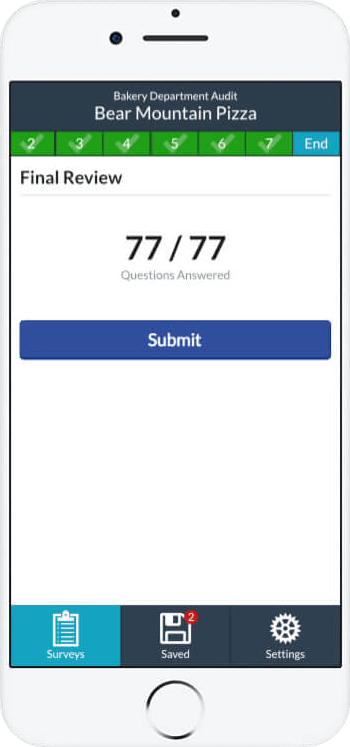 Bakery Department Audit
Bear Mountain Pizza
2 3 4 5 6 7 End
Final Review
77 / 77
Questions Answered
Submit
2
Surveys Saved Settings